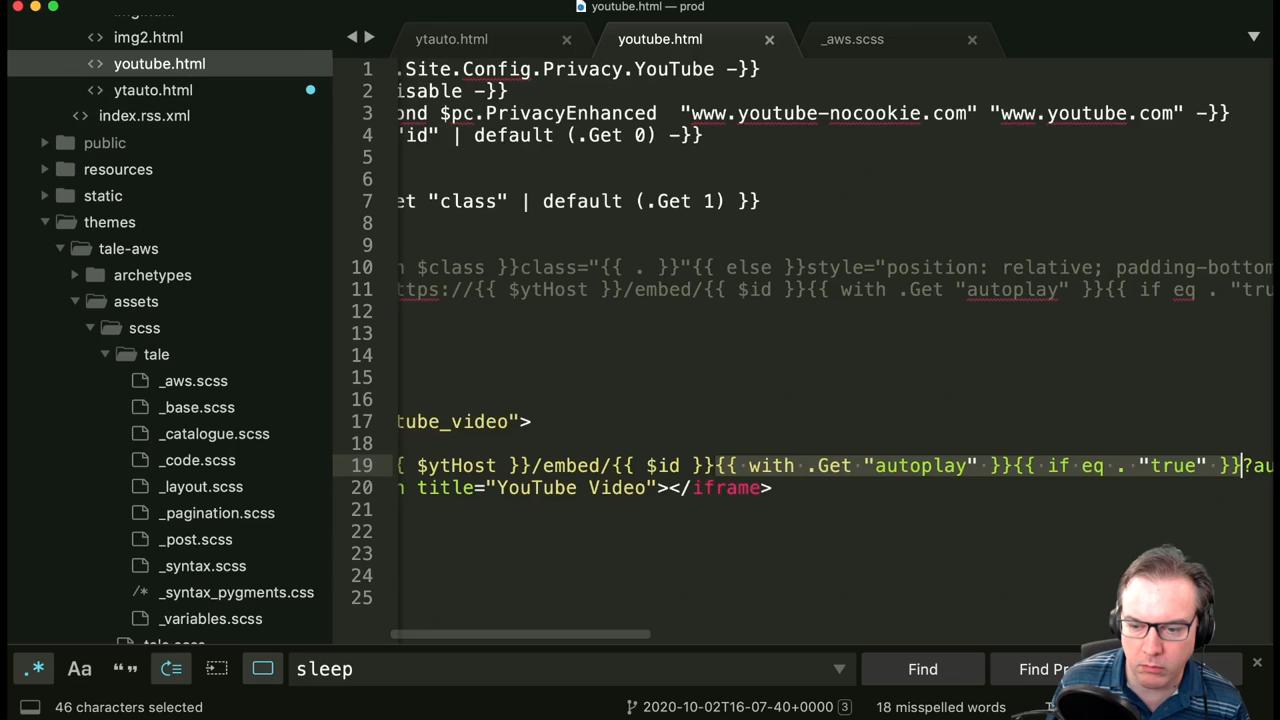 youtube.html — prod
img.html
img2.html
youtube.html
ytauto.html
index.rss.xml
public
resources
static
themes
tale-aws
archetypes
assets
scss
tale
_aws.scss
_base.scss
_catalogue.scss
_code.scss
_layout.scss
_pagination.scss
_post.scss
_syntax.scss
/* _syntax_pygments.css
_variables.scss
tale.scss
ytauto.html
youtube.html
_aws.scss
1 .Site.Config.Privacy.YouTube -}}
2 isable -}}
3 ond $pc.PrivacyEnhanced "www.youtube-nocookie.com" "www.youtube.com" -}}
4 "id" | default (.Get 0) -}}
5
6
7 et "class" | default (.Get 1) }}
8
9
10 n $class }}class="{{ . }}"{{ else }}style="position: relative; padding-bottom
11 ttps://{{ $ytHost }}/embed/{{ $id }}{{ with .Get "autoplay" }}{{ if eq . "tru
12
13
14
15
16
17 tube_video">
18
19 { $ytHost }}/embed/{{ $id }}{{ with .Get "autoplay" }}{{ if eq . "true" }}?au
20 n title="YouTube Video"></iframe>
21
22
23
24
25
.* Aa “” sleep Find Find Pr
46 characters selected 2020-10-02T16-07-40+0000 3 18 misspelled words